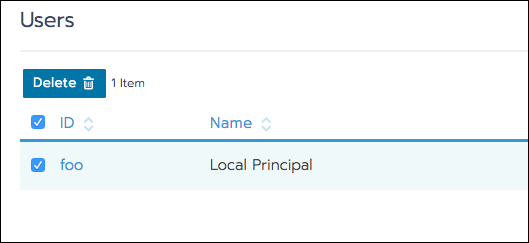 Users
Delete 1 Item
ID Name
foo Local Principal